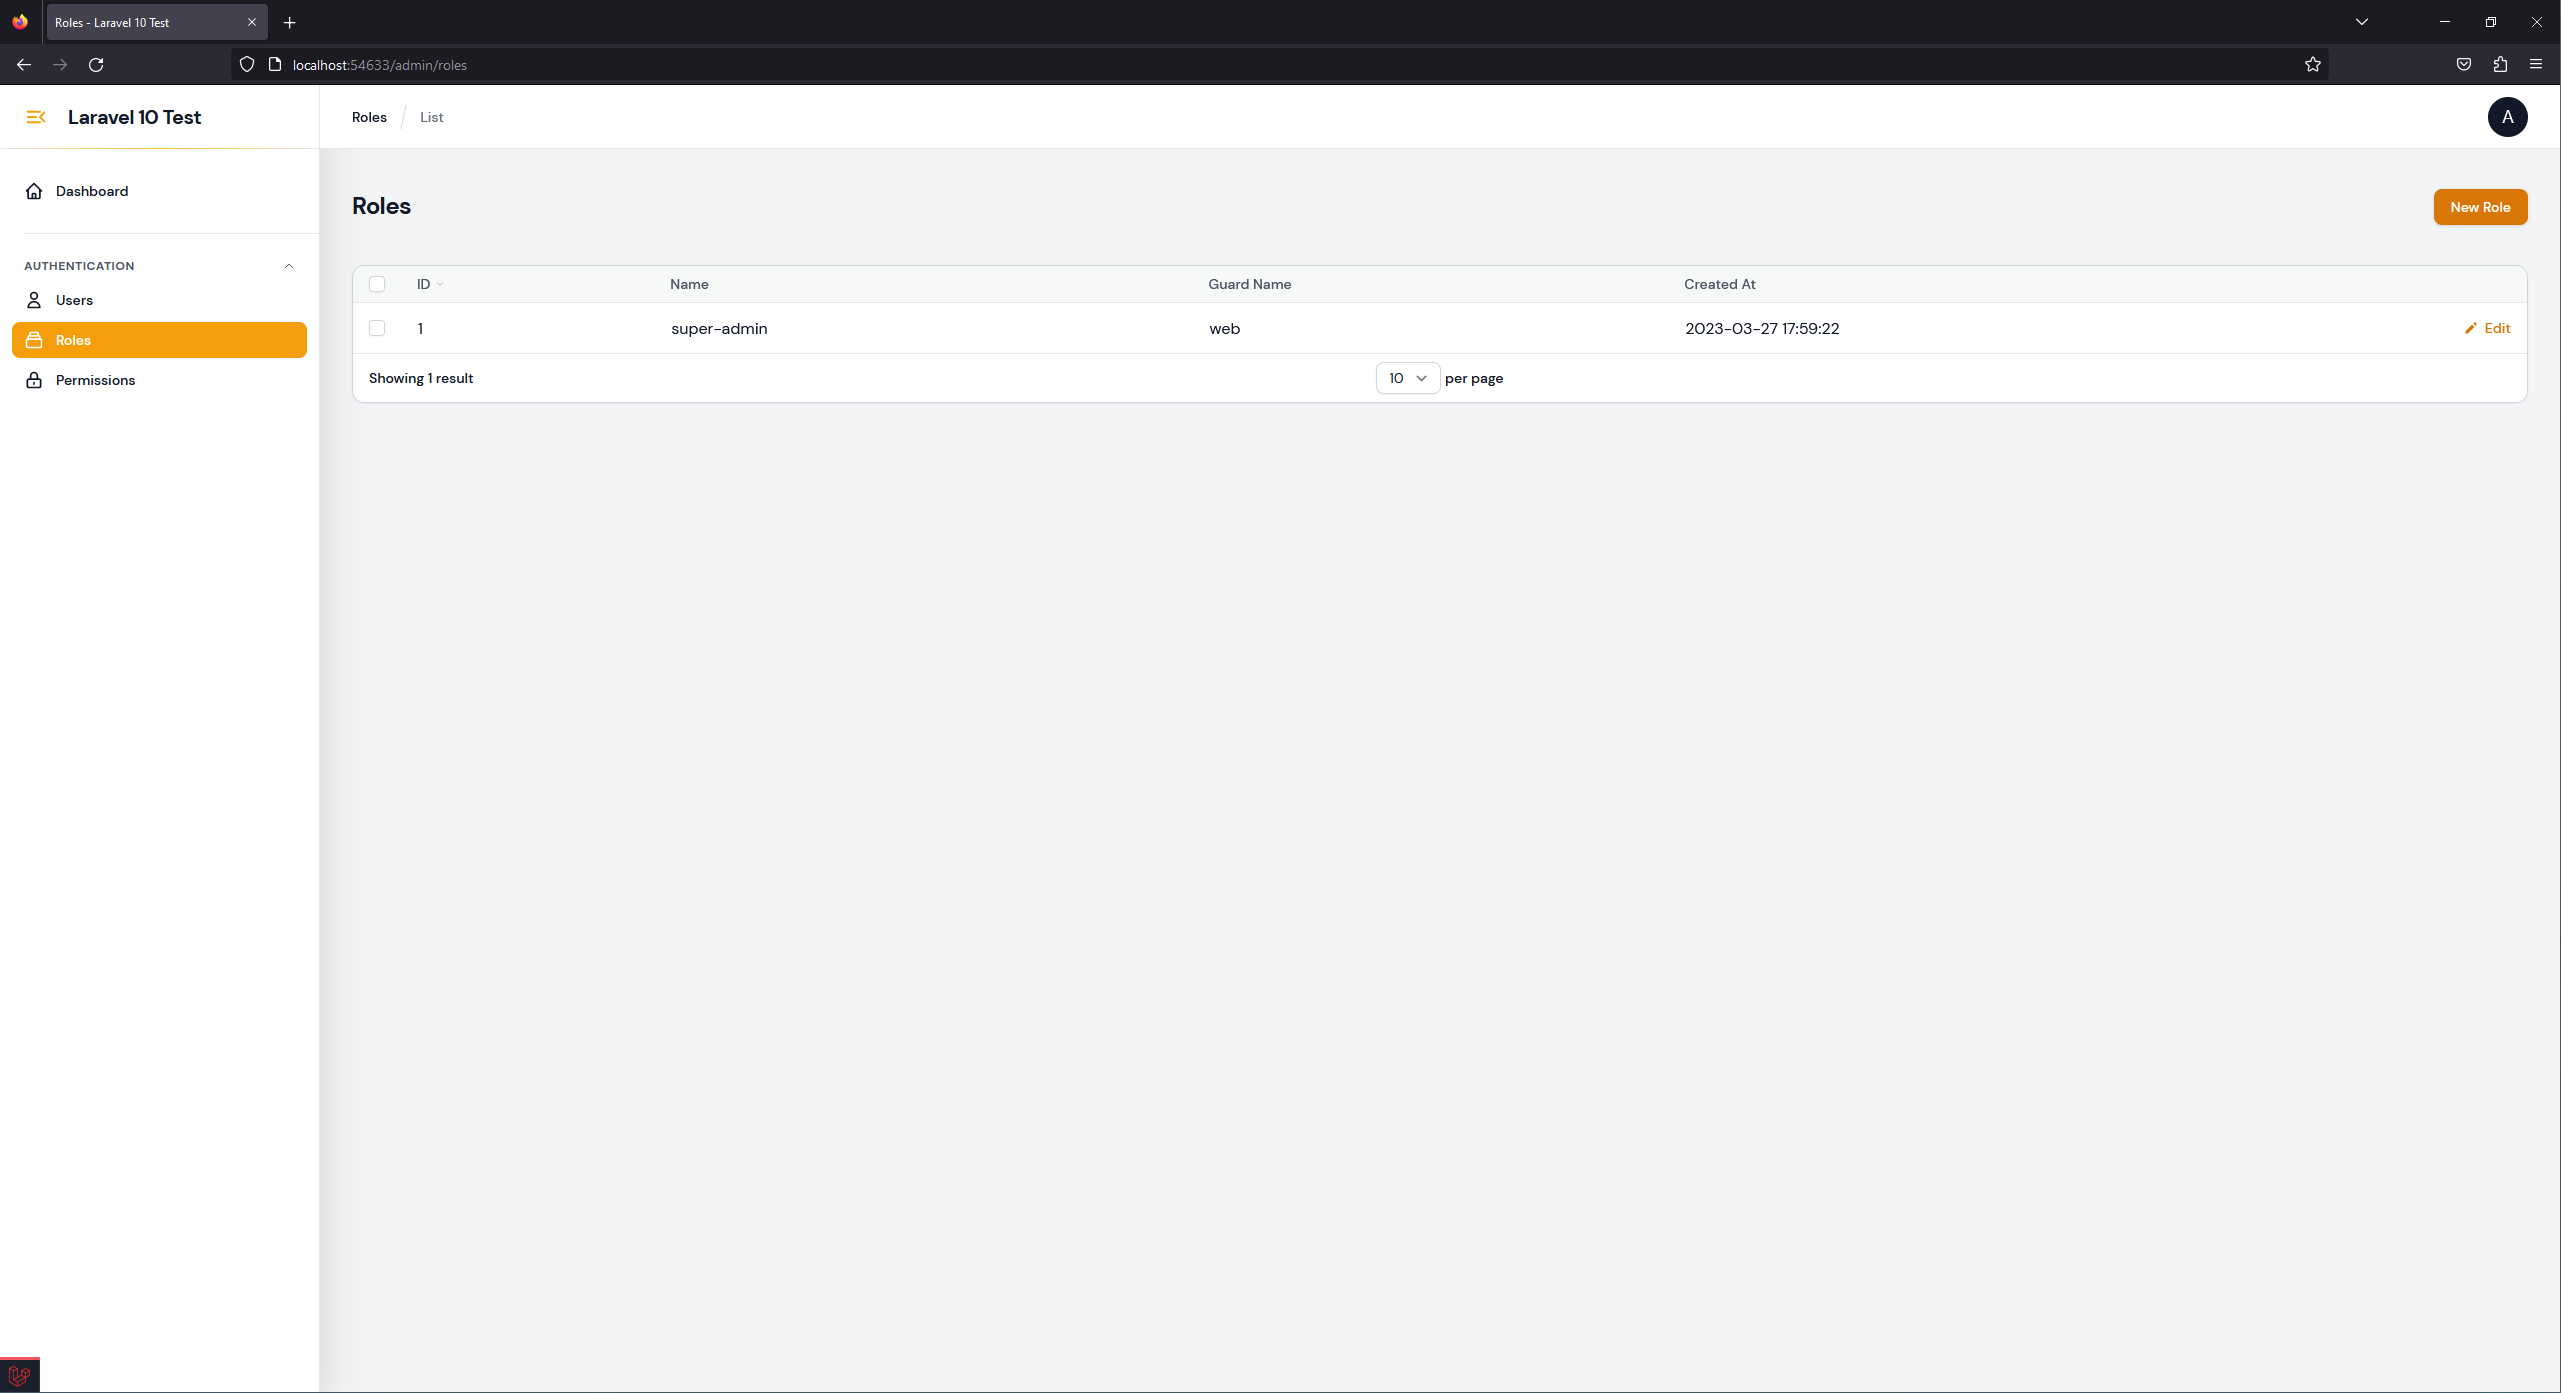 Roles - Laravel 10 Test
localhost:54633/admin/roles
Laravel 10 Test
Roles / List
A
Dashboard
AUTHENTICATION
Users
Roles
Permissions
Roles
New Role
ID Name Guard Name Created At
1 super-admin web 2023-03-27 17:59:22 Edit
Showing 1 result 10 per page